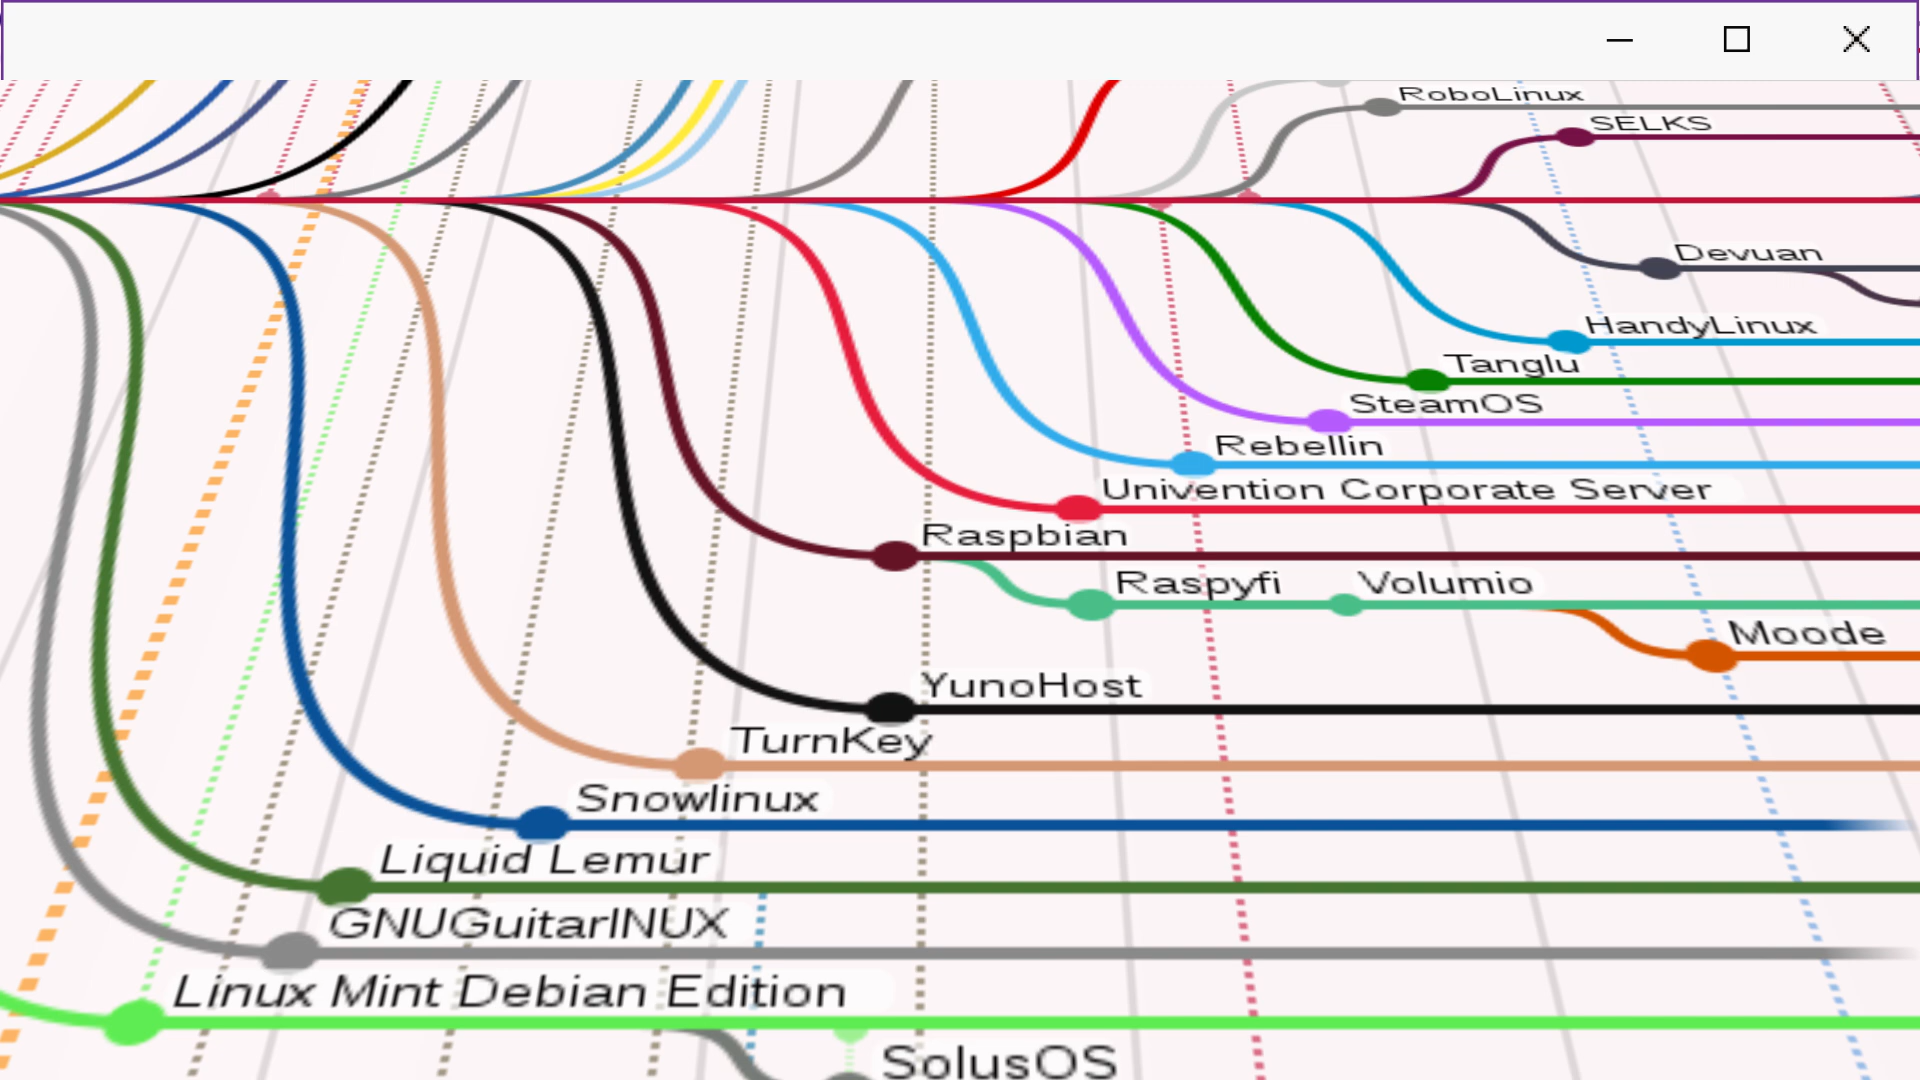 RoboLinux
SELKS
Devuan
HandyLinux
Tanglu
SteamOS
Rebellin
Univention Corporate Server
Raspbian
Raspyfi
Volumio
Moode
YunoHost
TurnKey
Snowlinux
Liquid Lemur
GNUGuitarINUX
Linux Mint Debian Edition
SolusOS